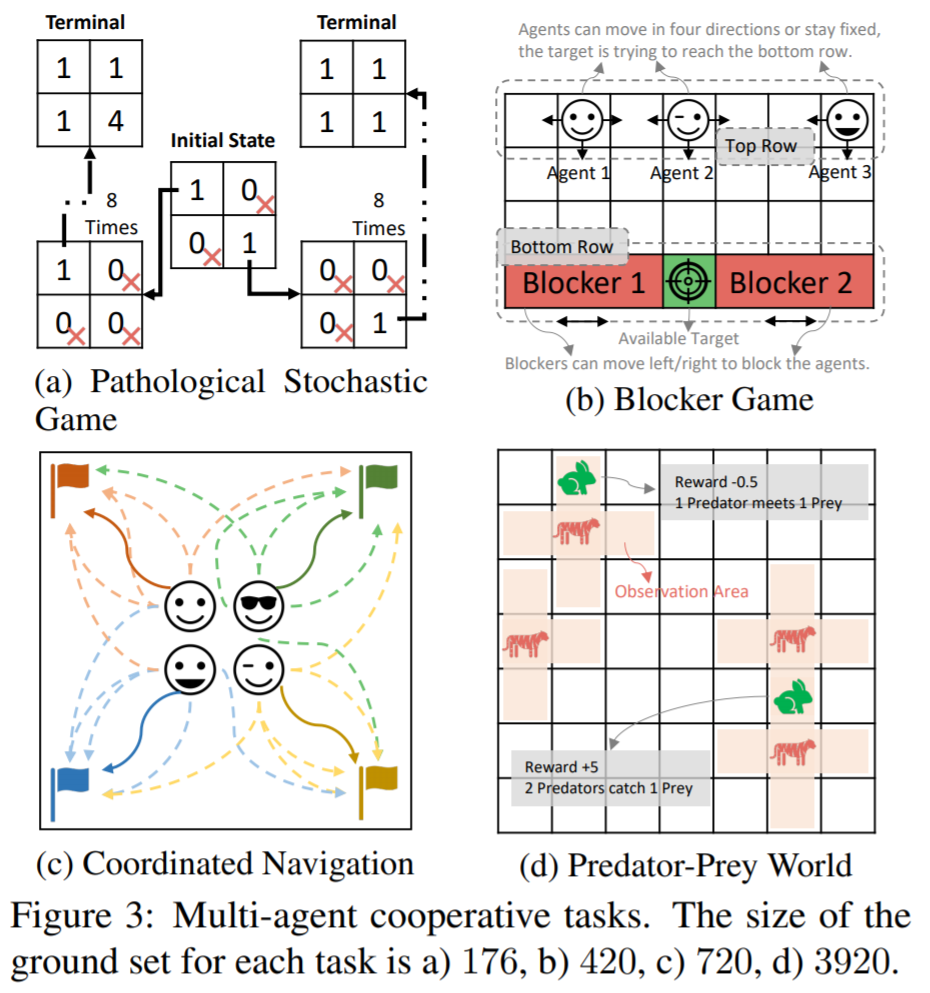 Terminal
1 1
1 4
Initial State
1 0
0 1
8
Times
1 0
0 0
Terminal
1 1
1 1
8
Times
0 0
0 1
(a) Pathological Stochastic
Game
Agents can move in four directions or stay fixed,
the target is trying to reach the bottom row.
Top Row
Agent 1
Agent 2
Agent 3
Bottom Row
Blocker 1
Blocker 2
Available Target
Blockers can move left/right to block the agents.
(b) Blocker Game
(c) Coordinated Navigation
Reward -0.5
1 Predator meets 1 Prey
Observation Area
Reward +5
2 Predators catch 1 Prey
(d) Predator-Prey World
Figure 3: Multi-agent cooperative tasks. The size of the
ground set for each task is a) 176, b) 420, c) 720, d) 3920.